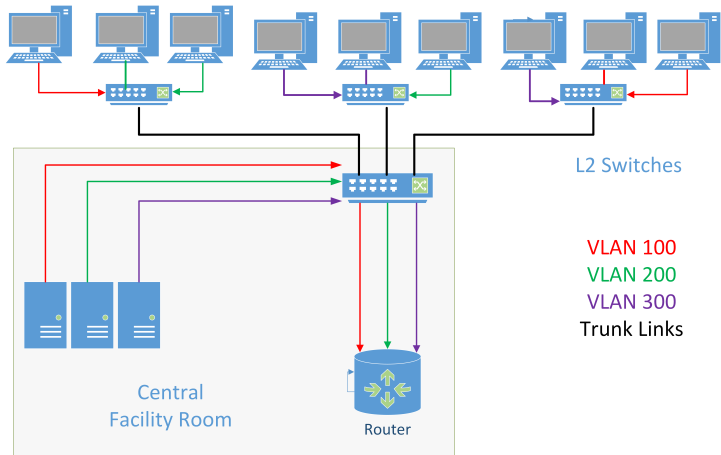 L2 Switches
VLAN 100
VLAN 200
VLAN 300
Trunk Links
Central
Facility Room
Router